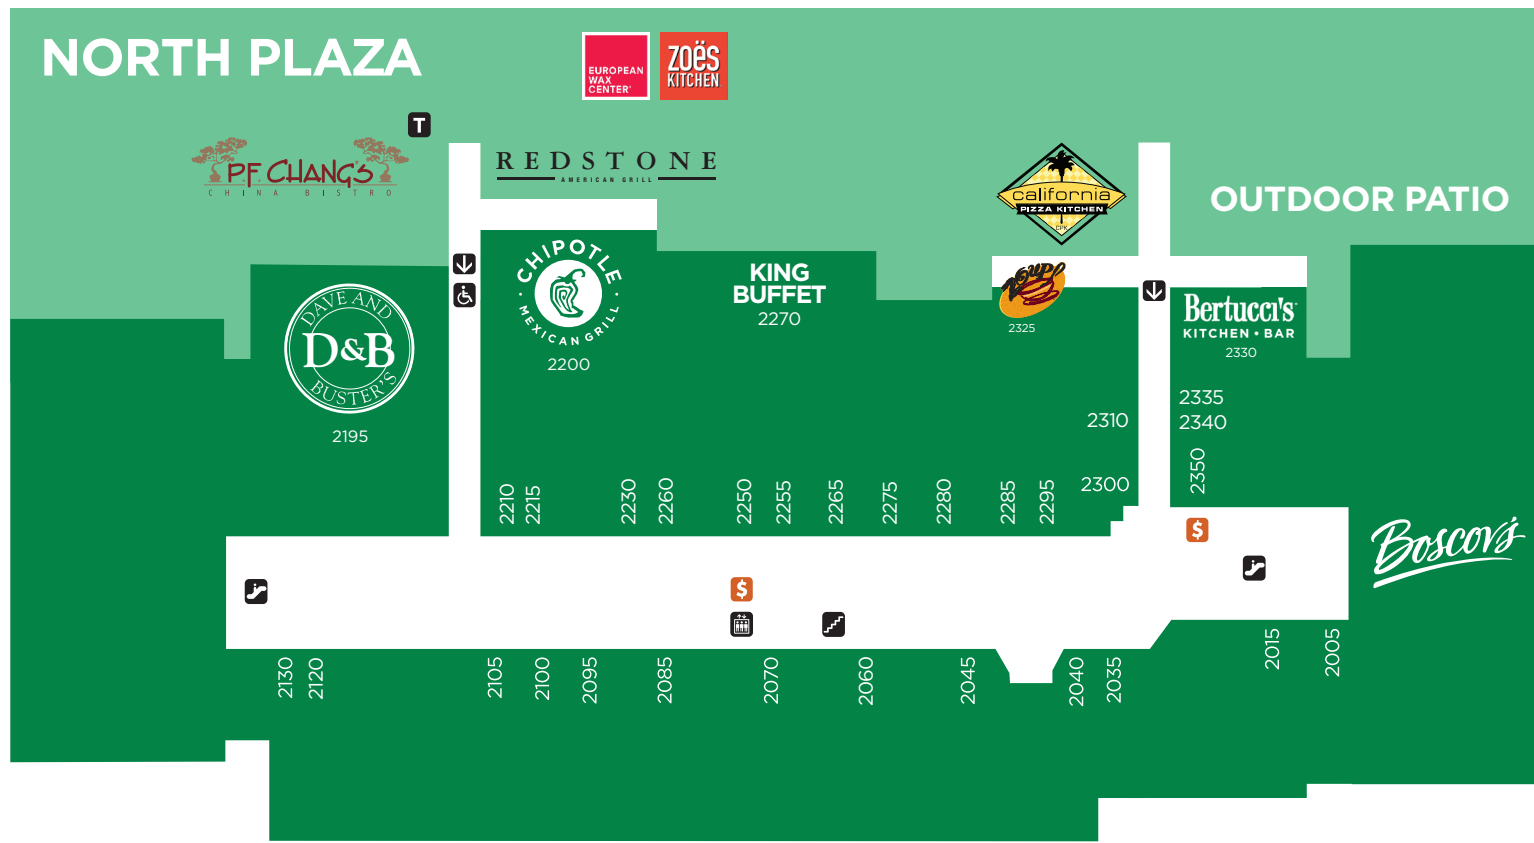 NORTH PLAZA
EUROPEAN
WAX
CENTER
ZOËS
KITCHEN
T
P.F. CHANG'S
CHINA BISTRO
REDSTONE
AMERICAN GRILL
california
PIZZA KITCHEN
CPK
OUTDOOR PATIO
CHIPOTLE
MEXICAN GRILL
2200
KING
BUFFET
2270
Zoup!
2325
Bertucci's
KITCHEN • BAR
2330
DAVE AND
D&B
BUSTER'S
2195
2310
2300
2335
2340
2350
2210
2215
2230
2260
2250
2255
2265
2275
2280
2285
2295
$
Boscov's
$
2130
2120
2105
2100
2095
2085
2070
2060
2045
2040
2035
2015
2005